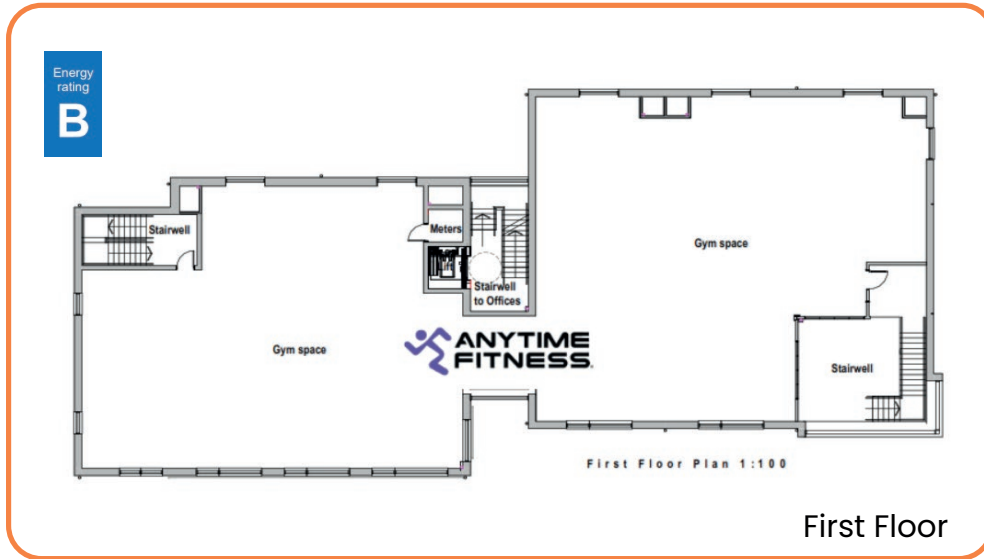 Energy
rating
B
Stairwell
Meters
Stairwell
to Offices
Gym space
Gym space
ANYTIME
FITNESS.
Stairwell
First Floor Plan 1:100
First Floor